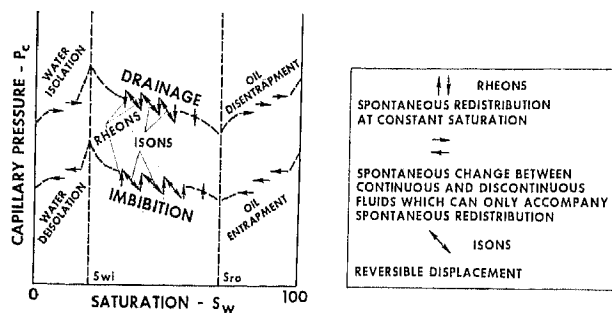 CAPILLARY PRESSURE - Pc
WATER
ISOLATION
DRAINAGE
OIL
DISENTRAPMENT
RHEONS
ISONS
WATER
DEISOLATION
IMBIBITION
OIL
ENTRAPMENT
Swi
Sro
0
100
SATURATION - Sw
RHEONS
SPONTANEOUS REDISTRIBUTION
AT CONSTANT SATURATION
SPONTANEOUS CHANGE BETWEEN
CONTINUOUS AND DISCONTINUOUS
FLUIDS WHICH CAN ONLY ACCOMPANY
SPONTANEOUS REDISTRIBUTION
ISONS
REVERSIBLE DISPLACEMENT